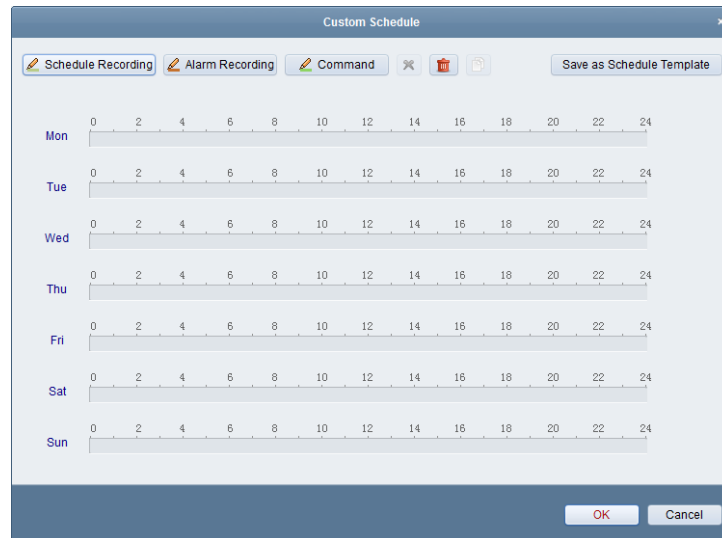 Custom Schedule ×
Schedule Recording Alarm Recording Command Save as Schedule Template
0 2 4 6 8 10 12 14 16 18 20 22 24
Mon
0 2 4 6 8 10 12 14 16 18 20 22 24
Tue
0 2 4 6 8 10 12 14 16 18 20 22 24
Wed
0 2 4 6 8 10 12 14 16 18 20 22 24
Thu
0 2 4 6 8 10 12 14 16 18 20 22 24
Fri
0 2 4 6 8 10 12 14 16 18 20 22 24
Sat
0 2 4 6 8 10 12 14 16 18 20 22 24
Sun
OK Cancel